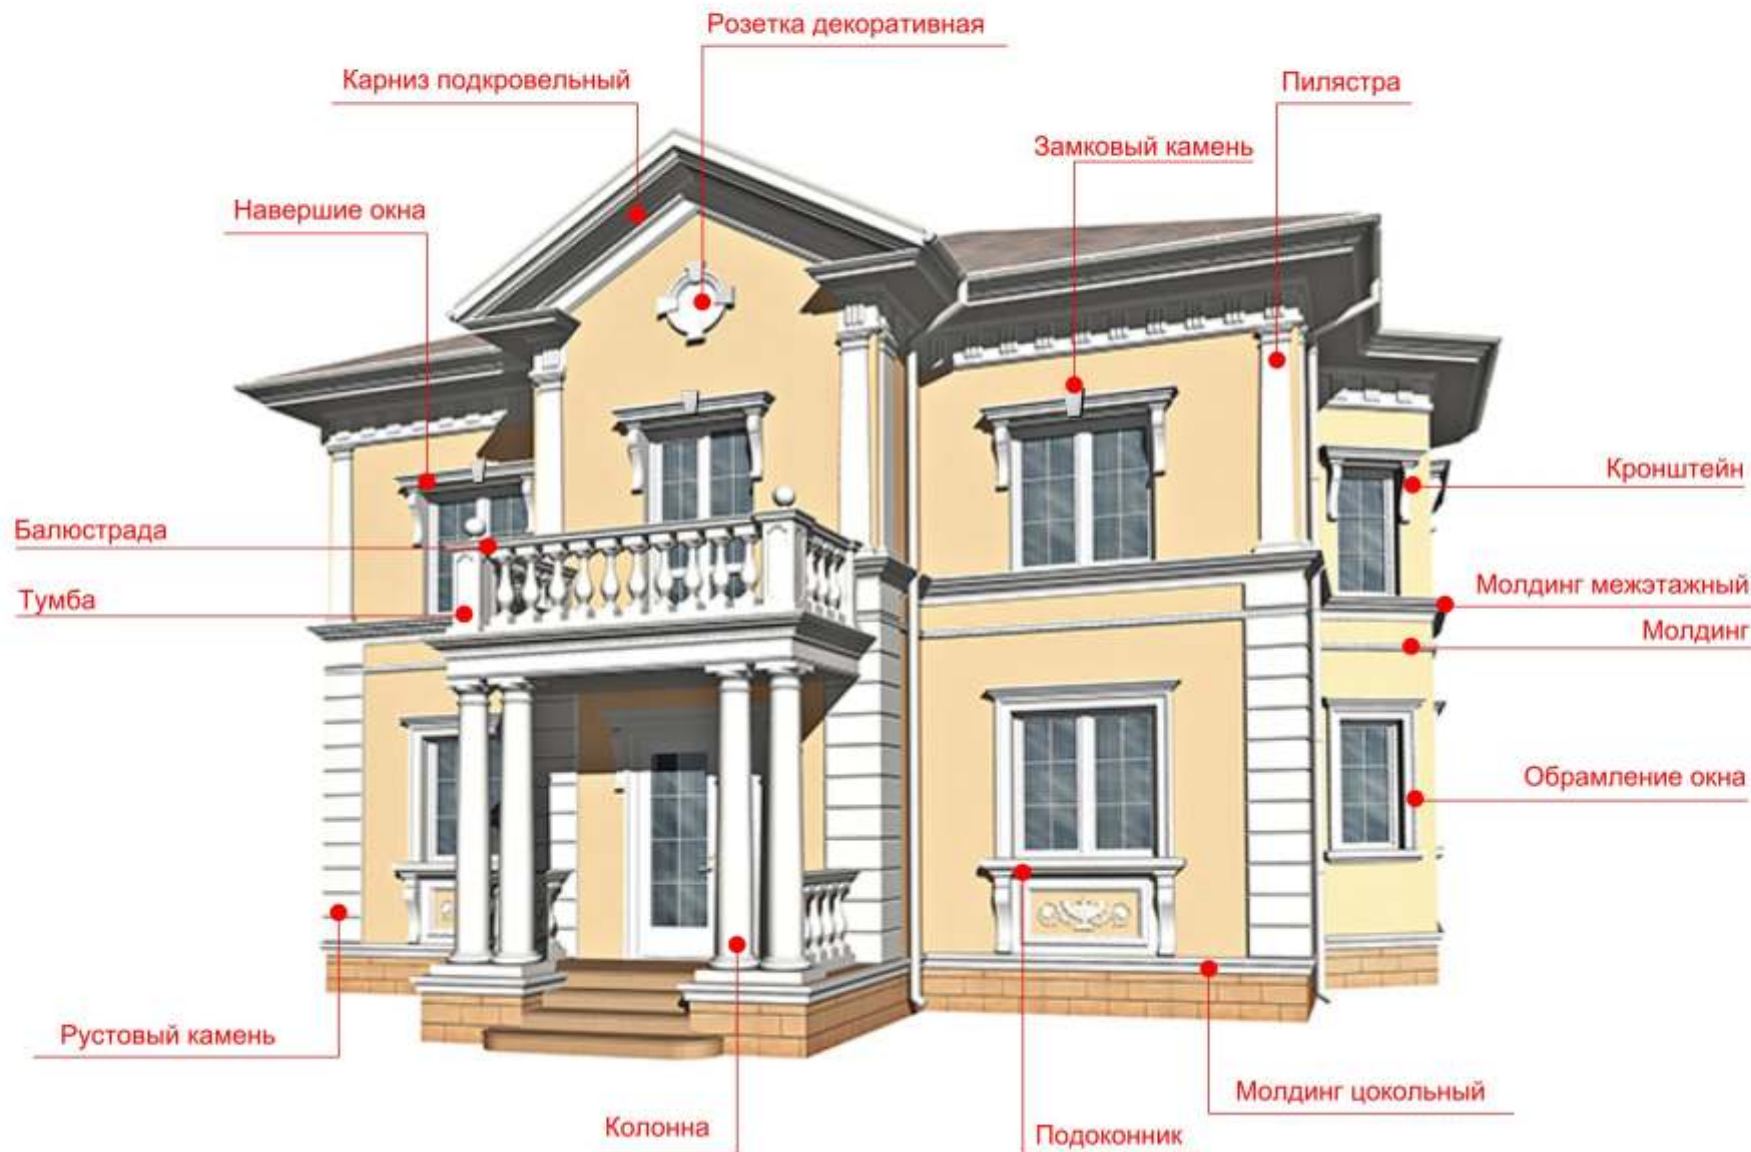 Розетка декоративная
Карниз подкровельный
Пилястра
Замковый камень
Навершие окна
Кронштейн
Балюстрада
Молдинг межэтажный
Тумба
Молдинг
Обрамление окна
Рустовый камень
Молдинг цокольный
Колонна
Подоконник